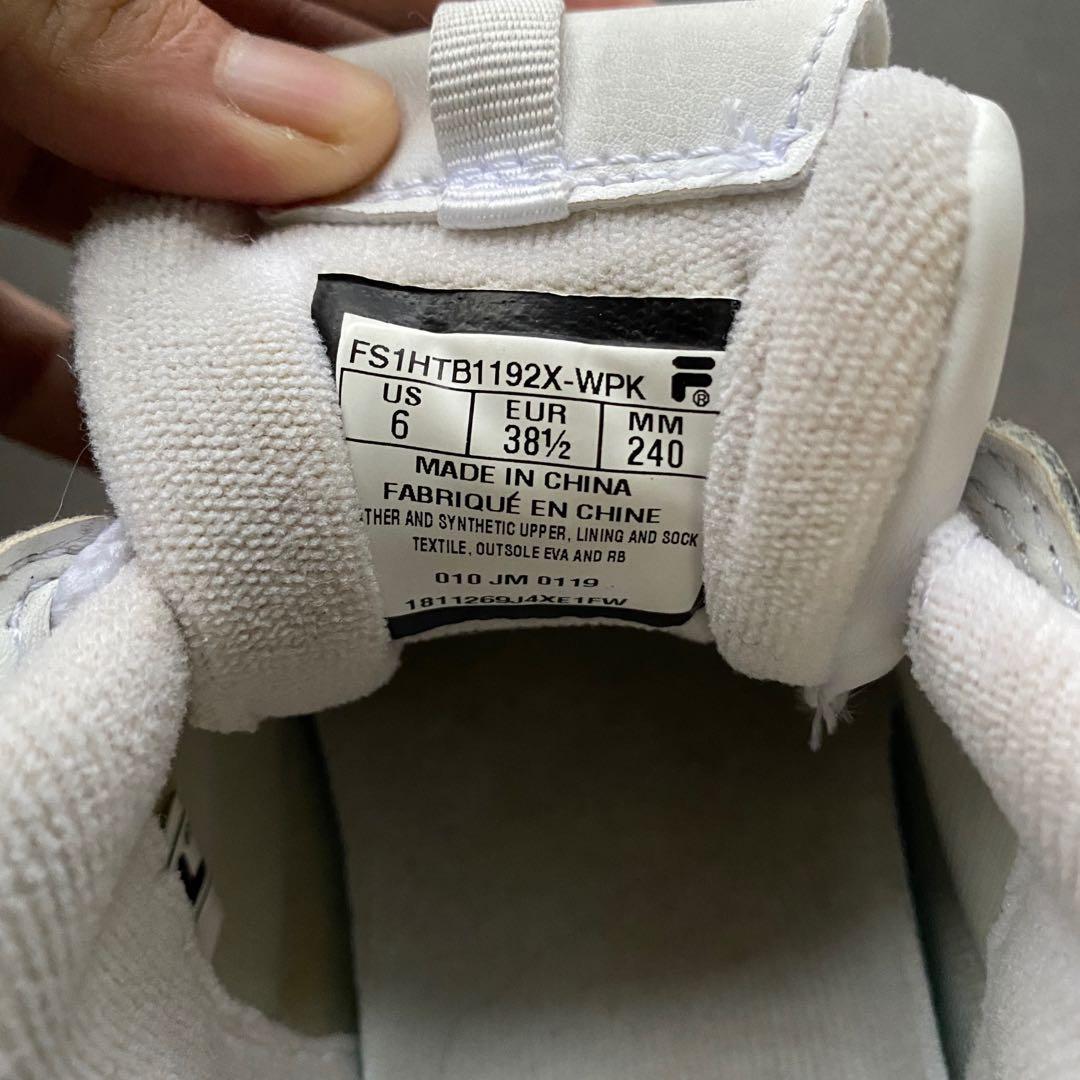 FS1HTB1192X-WPK F®
US EUR MM
6 38½ 240
MADE IN CHINA
FABRIQUÉ EN CHINE
THER AND SYNTHETIC UPPER, LINING AND SOCK
TEXTILE, OUTSOLE EVA AND RB
010 JM 0119
1811269J4XE1FW